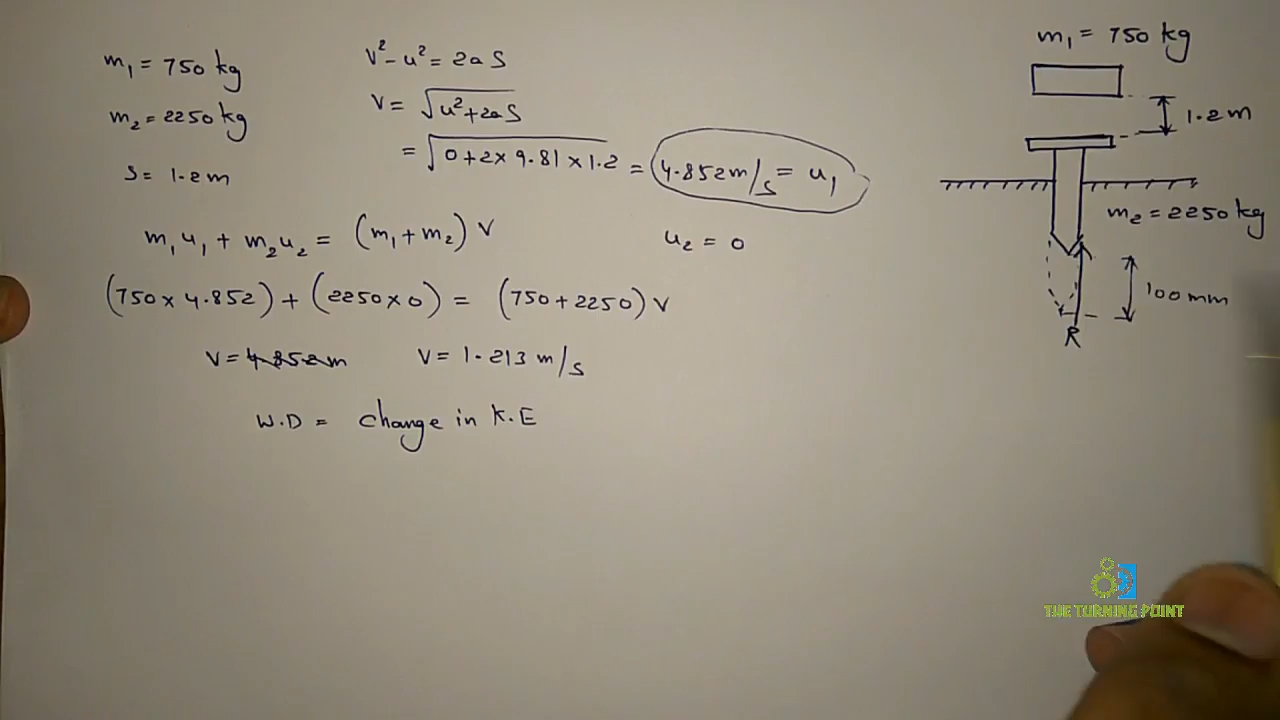 m₁ = 750 kg
m₂ = 2250 kg
S = 1.2 m
V² - u² = 2a S
V = √u²+2aS
= √0+2×9.81×1.2 = 4.852 m/s = u₁
m₁u₁ + m₂u₂ = (m₁+m₂) V
u₂ = 0
(750 × 4.852) + (2250×0) = (750+2250) V
V = 4.852m V = 1.213 m/s
W.D = change in K.E
m₁ = 750 kg
1.2 m
m₂ = 2250 kg
100 mm
R
THE TURNING POINT